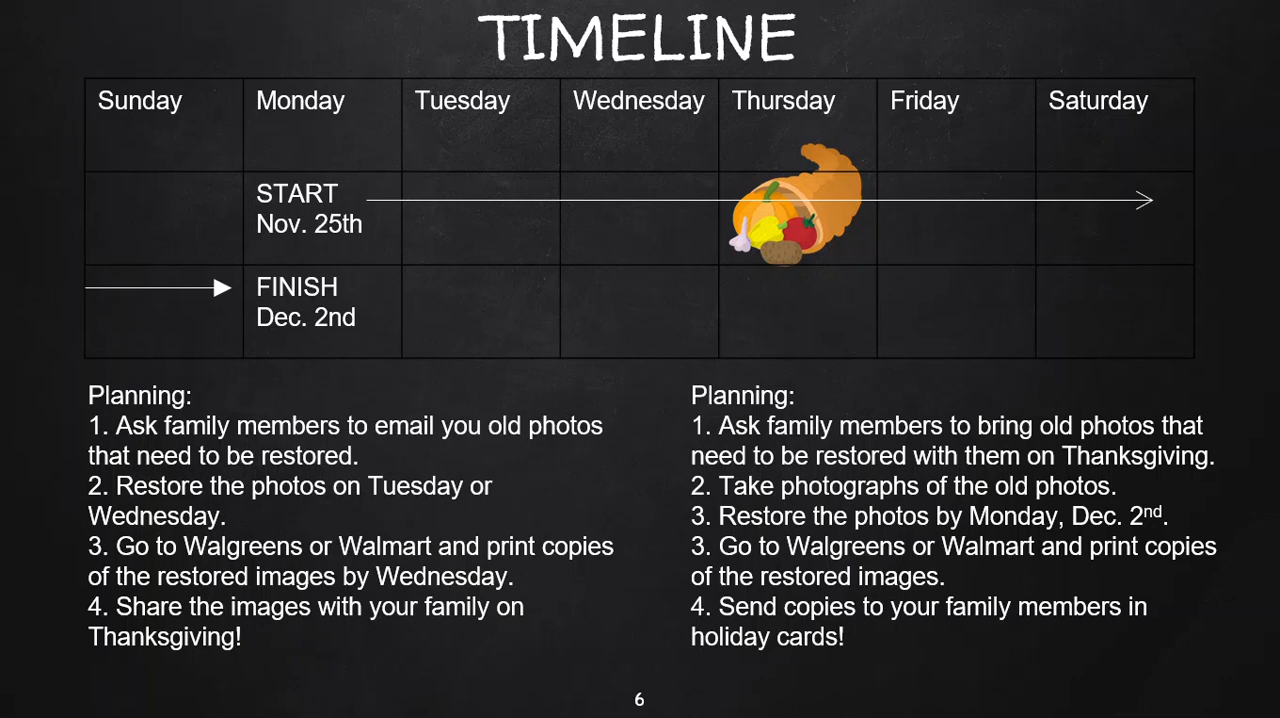 TIMELINE
Sunday Monday Tuesday Wednesday Thursday Friday Saturday
START
Nov. 25th
FINISH
Dec. 2nd
Planning:
1. Ask family members to email you old photos
that need to be restored.
2. Restore the photos on Tuesday or
Wednesday.
3. Go to Walgreens or Walmart and print copies
of the restored images by Wednesday.
4. Share the images with your family on
Thanksgiving!
Planning:
1. Ask family members to bring old photos that
need to be restored with them on Thanksgiving.
2. Take photographs of the old photos.
3. Restore the photos by Monday, Dec. 2nd.
3. Go to Walgreens or Walmart and print copies
of the restored images.
4. Send copies to your family members in
holiday cards!
6